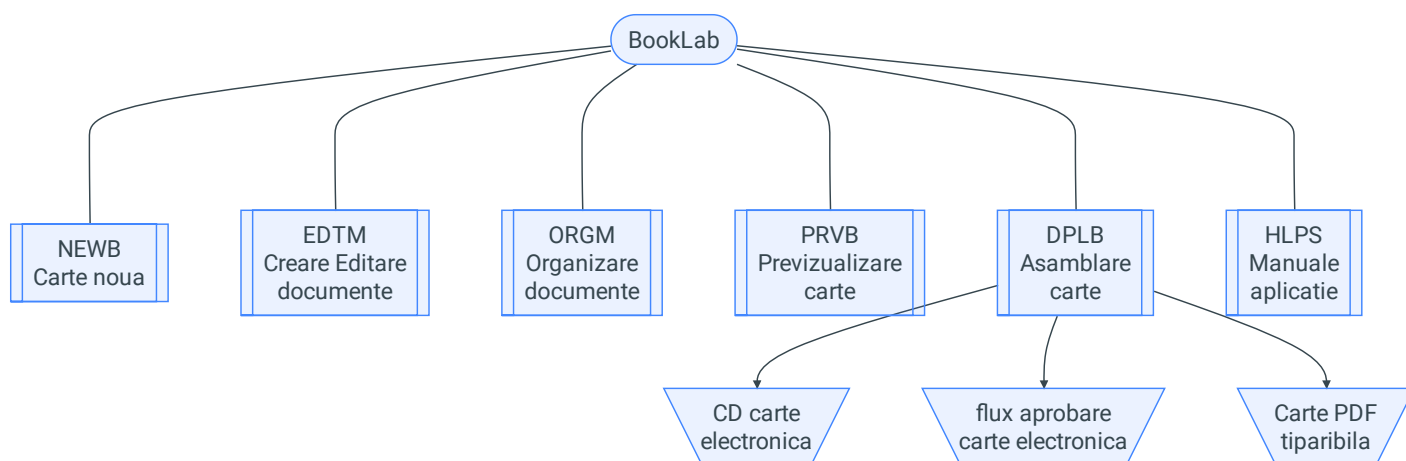 BookLab
NEWB
Carte noua
EDTM
Creare Editare
documente
ORGM
Organizare
documente
PRVB
Previzualizare
carte
DPLB
Asamblare
carte
HLPS
Manuale
aplicatie
CD carte
electronica
flux aprobare
carte electronica
Carte PDF
tiparibila